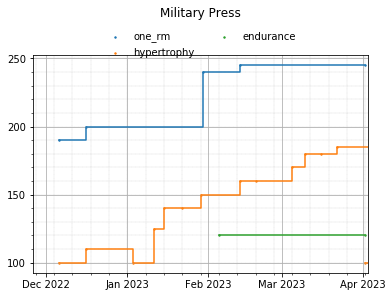 Military Press
one_rm
endurance
hypertrophy
250
200
150
100
Dec 2022
Jan 2023
Feb 2023
Mar 2023
Apr 2023